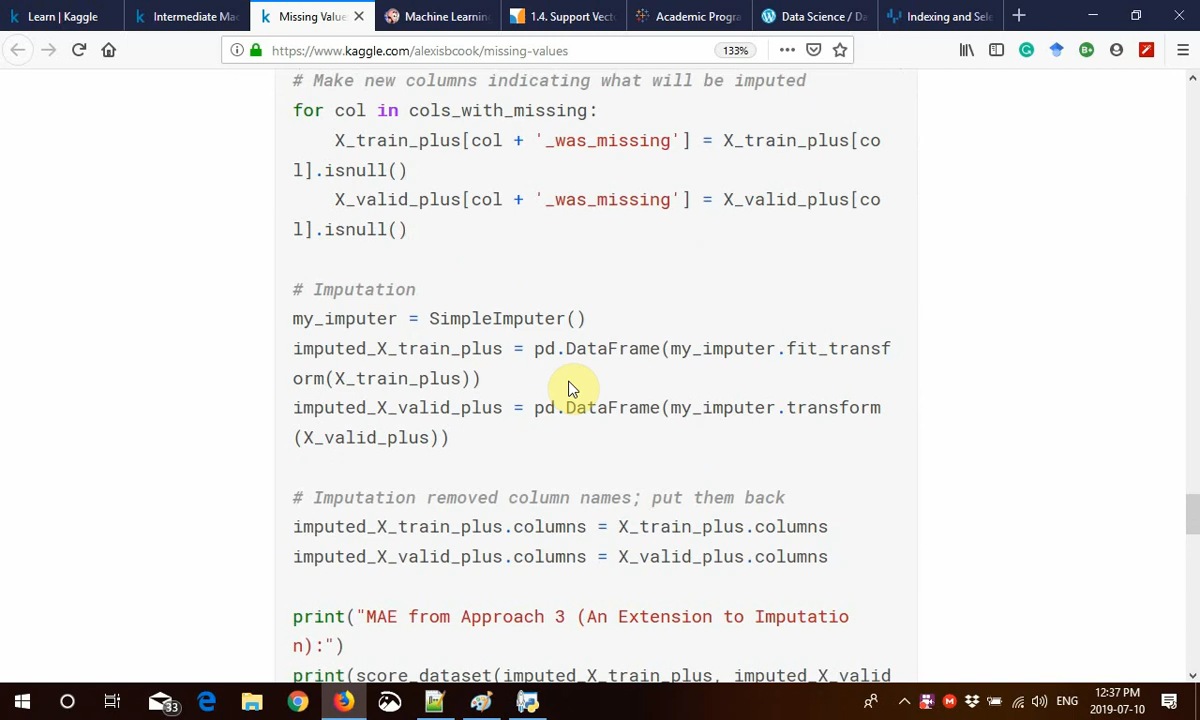 Learn | Kaggle
Intermediate Mac
Missing Value
Machine Learning
1.4. Support Vecto
Academic Progra
Data Science / Da
Indexing and Sele
https://www.kaggle.com/alexisbcook/missing-values
133%
# Make new columns indicating what will be imputed
for col in cols_with_missing:
X_train_plus[col + '_was_missing'] = X_train_plus[co
l].isnull()
X_valid_plus[col + '_was_missing'] = X_valid_plus[co
l].isnull()
# Imputation
my_imputer = SimpleImputer()
imputed_X_train_plus = pd.DataFrame(my_imputer.fit_transf
orm(X_train_plus))
imputed_X_valid_plus = pd.DataFrame(my_imputer.transform
(X_valid_plus))
# Imputation removed column names; put them back
imputed_X_train_plus.columns = X_train_plus.columns
imputed_X_valid_plus.columns = X_valid_plus.columns
print("MAE from Approach 3 (An Extension to Imputatio
n):")
print(score_dataset(imputed_X_train_plus, imputed_X_valid
33
ENG
12:37 PM
2019-07-10